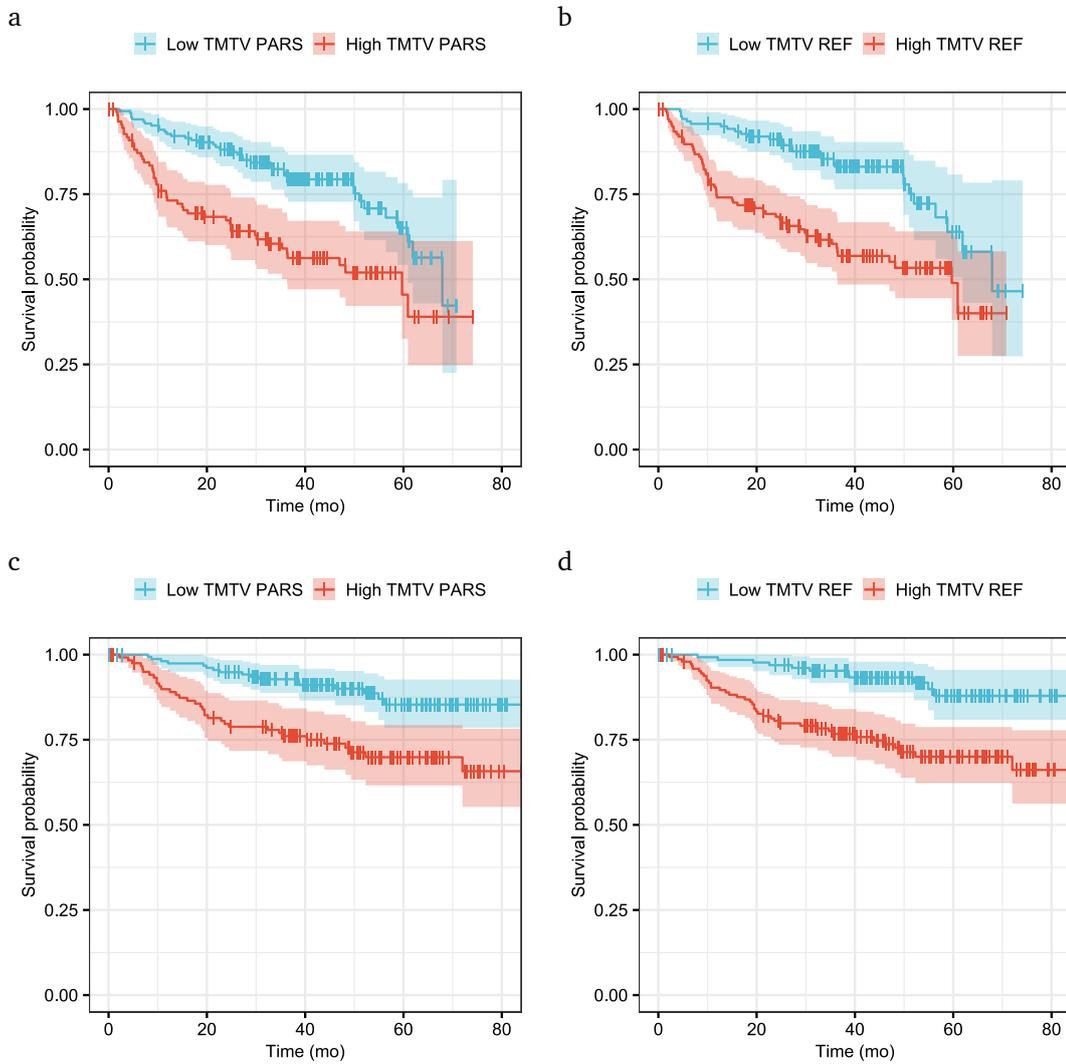 a
Low TMTV PARS High TMTV PARS
1.00
0.75
0.50
0.25
0.00
Survival probability
0 20 40 60 80
Time (mo)
b
Low TMTV REF High TMTV REF
1.00
0.75
0.50
0.25
0.00
Survival probability
0 20 40 60 80
Time (mo)
c
Low TMTV PARS High TMTV PARS
1.00
0.75
0.50
0.25
0.00
Survival probability
0 20 40 60 80
Time (mo)
d
Low TMTV REF High TMTV REF
1.00
0.75
0.50
0.25
0.00
Survival probability
0 20 40 60 80
Time (mo)